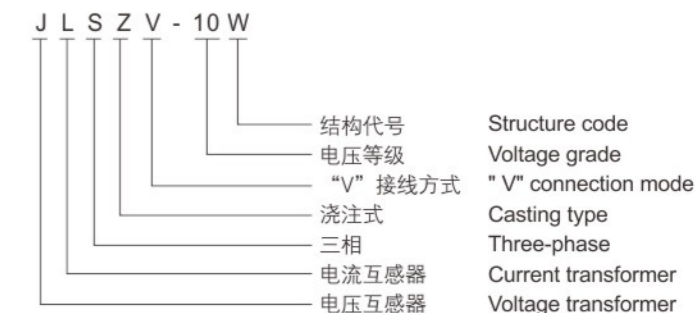 J L S Z V - 10 W
结构代号 Structure code
电压等级 Voltage grade
“V”接线方式 " V" connection mode
浇注式 Casting type
三相 Three-phase
电流互感器 Current transformer
电压互感器 Voltage transformer